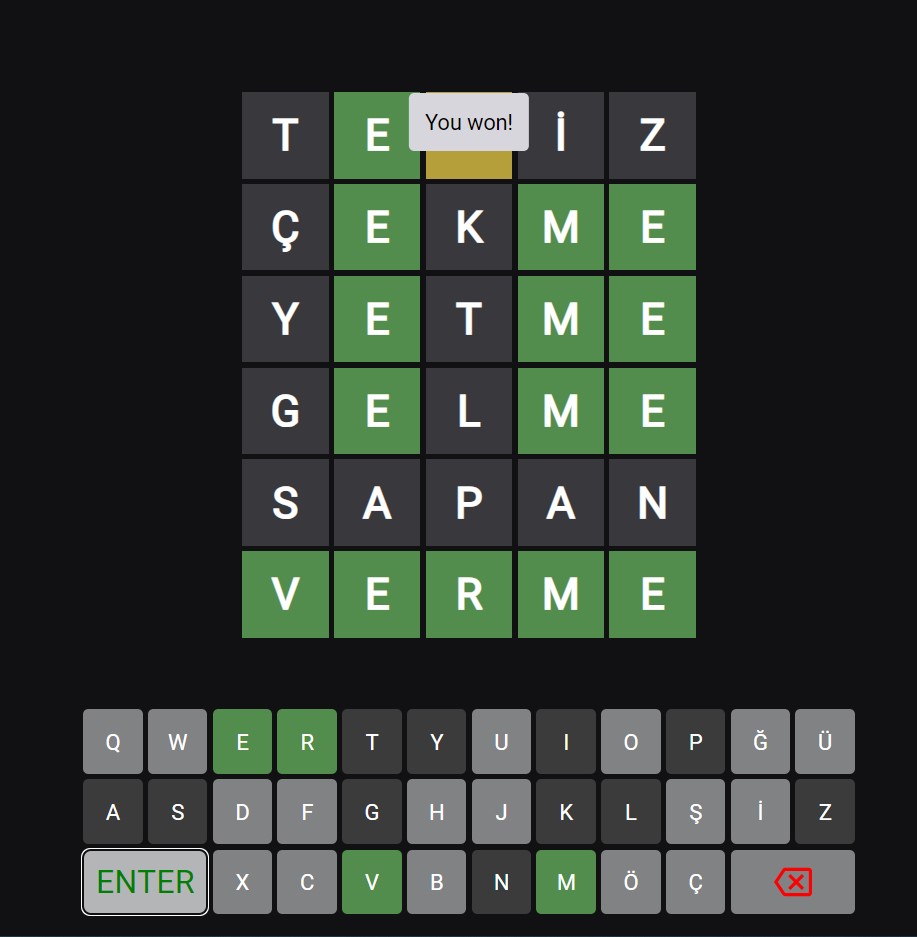 T E İ Z
You won!
Ç E K M E
Y E T M E
G E L M E
S A P A N
V E R M E
Q W E R T Y U I O P Ğ Ü
A S D F G H J K L Ş İ Z
ENTER X C V B N M Ö Ç